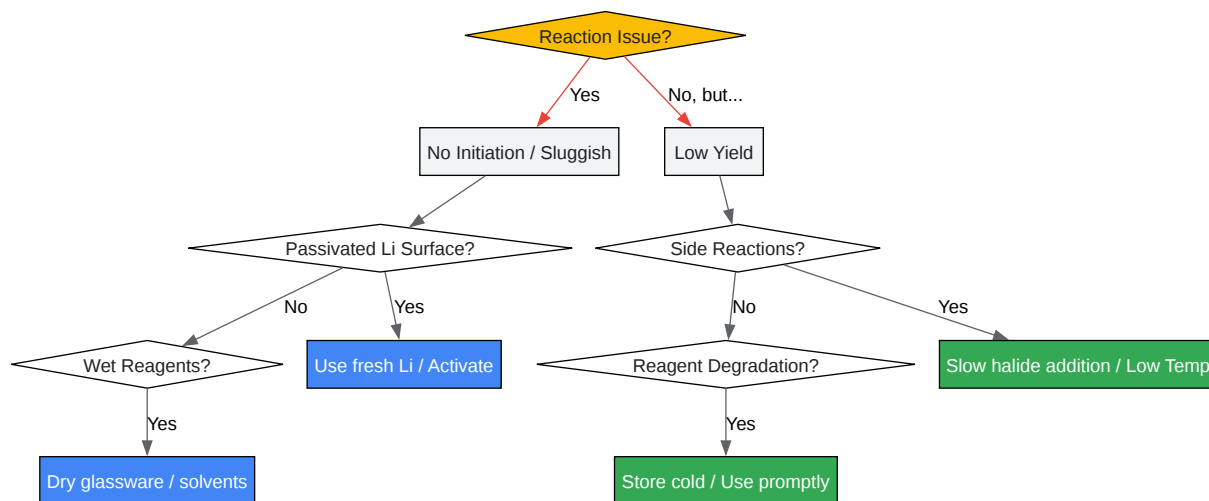 Reaction Issue?
Yes
No, but...
No Initiation / Sluggish
Low Yield
Passivated Li Surface?
Side Reactions?
No
Yes
No
Yes
Wet Reagents?
Use fresh Li / Activate
Reagent Degradation?
Slow halide addition / Low Temp
Yes
Yes
Dry glassware / solvents
Store cold / Use promptly